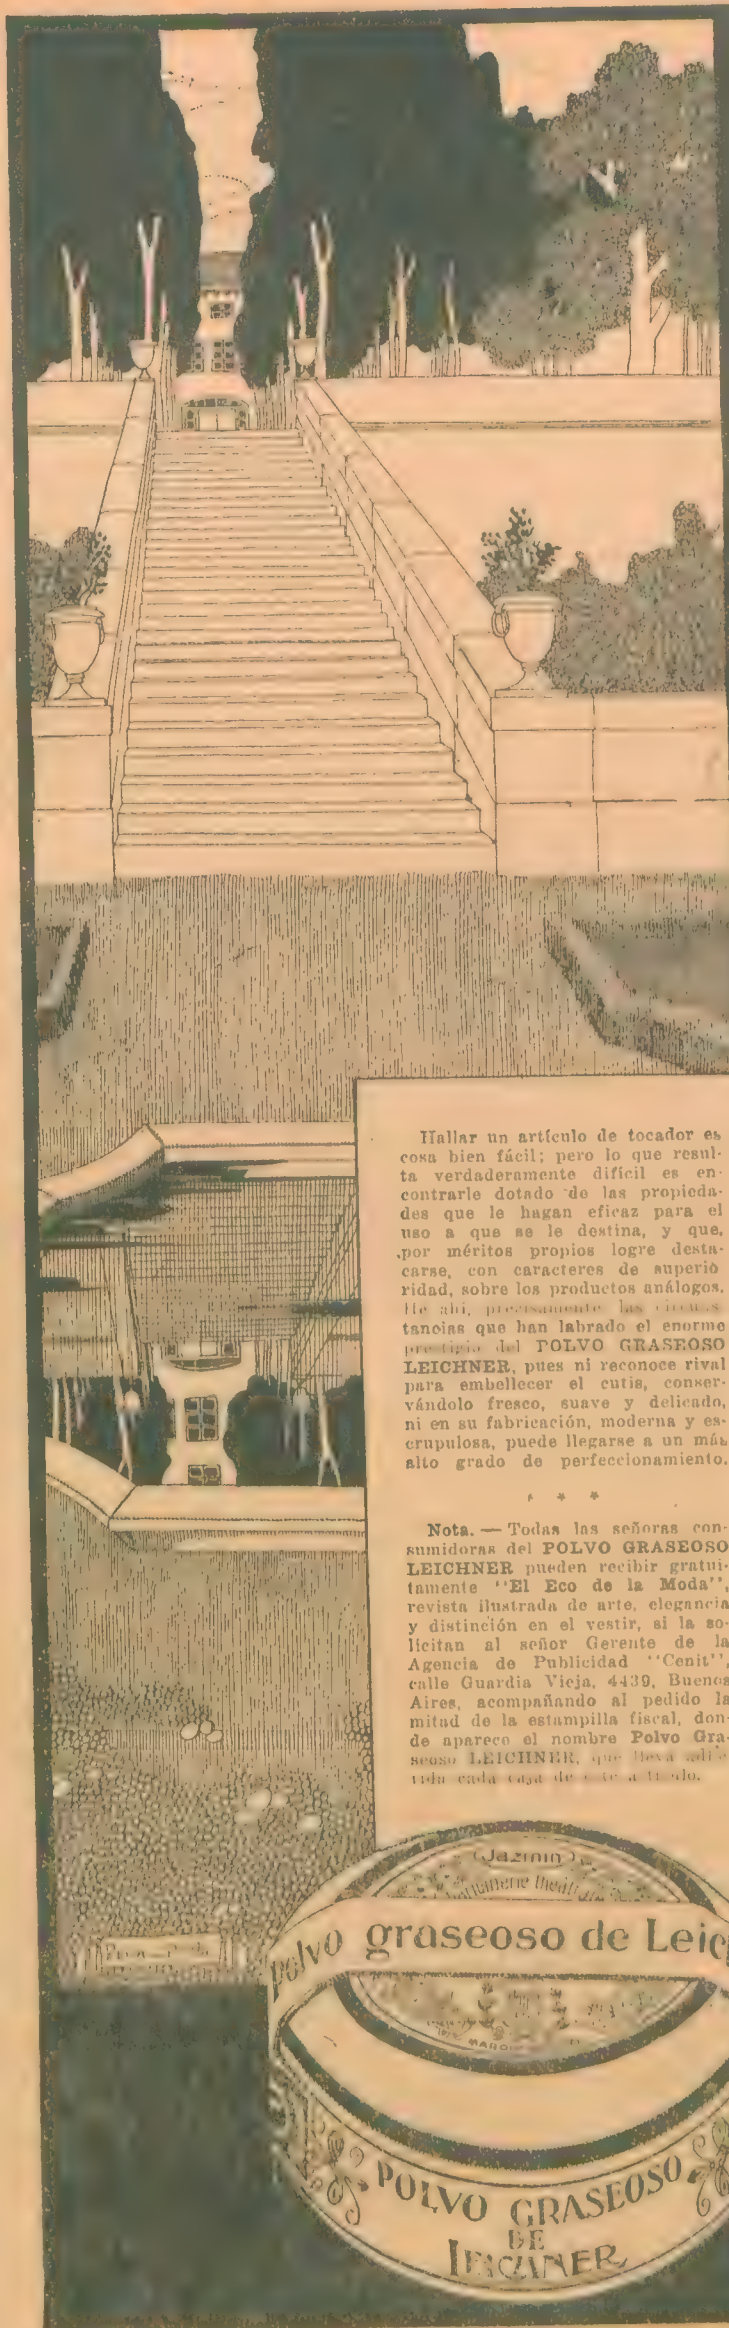 Hallar un artículo de tocador es
cosa bien fácil; pero lo que resul-
ta verdaderamente difícil es en-
contrarle dotado de las propieda-
des que le hagan eficaz para el
uso a que se le destina, y que,
por méritos propios logre desta-
carse, con caracteres de superio
ridad, sobre los productos análogos.
He ahí, precisamente las circuns
tancias que han labrado el enorme
prestigio del POLVO GRASEOSO
LEICHNER, pues ni reconoce rival
para embellecer el cutis, conser-
vándolo fresco, suave y delicado,
ni en su fabricación, moderna y es-
crupulosa, puede llegarse a un más
alto grado de perfeccionamiento.
* * *
Nota. — Todas las señoras con-
sumidoras del POLVO GRASEOSO
LEICHNER pueden recibir gratui-
tamente "El Eco de la Moda",
revista ilustrada de arte, elegancia
y distinción en el vestir, si la so-
licitan al señor Gerente de la
Agencia de Publicidad "Cenit",
calle Guardia Vieja, 4439, Buenos
Aires, acompañando al pedido la
mitad de la estampilla fiscal, don-
de aparece el nombre Polvo Gra-
seoso LEICHNER, que lleva adhe
rida cada caja de este artículo.
Jazmin
polvo graseoso de Leic
POLVO GRASEOSO
DE
LEICHNER